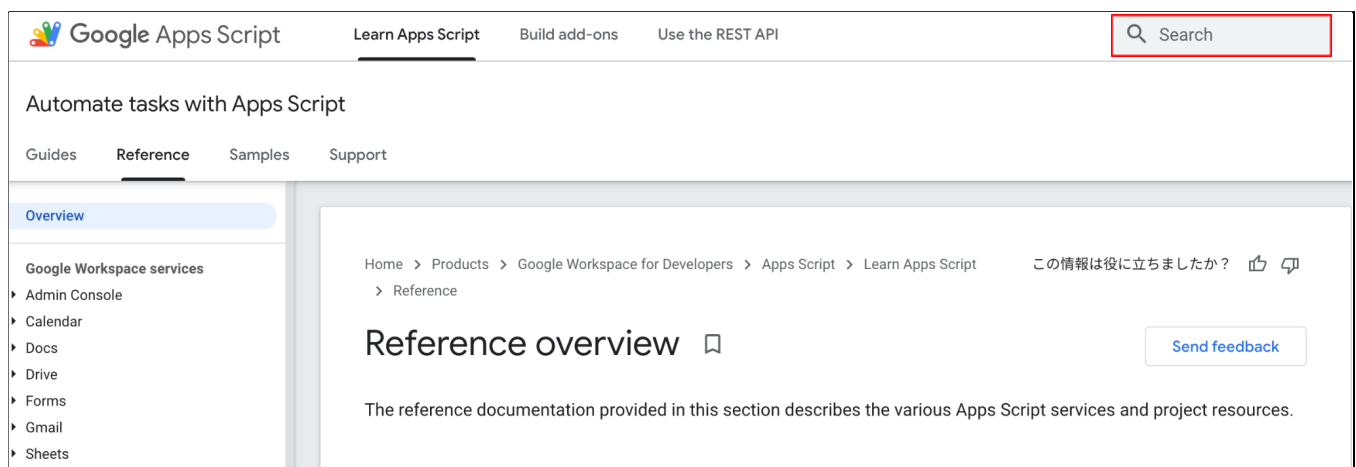 Google Apps Script
Learn Apps Script
Build add-ons
Use the REST API
Search
Automate tasks with Apps Script
Guides
Reference
Samples
Support
Overview
Google Workspace services
Admin Console
Calendar
Docs
Drive
Forms
Gmail
Sheets
Home > Products > Google Workspace for Developers > Apps Script > Learn Apps Script
> Reference
この情報は役に立ちましたか？
Reference overview
Send feedback
The reference documentation provided in this section describes the various Apps Script services and project resources.